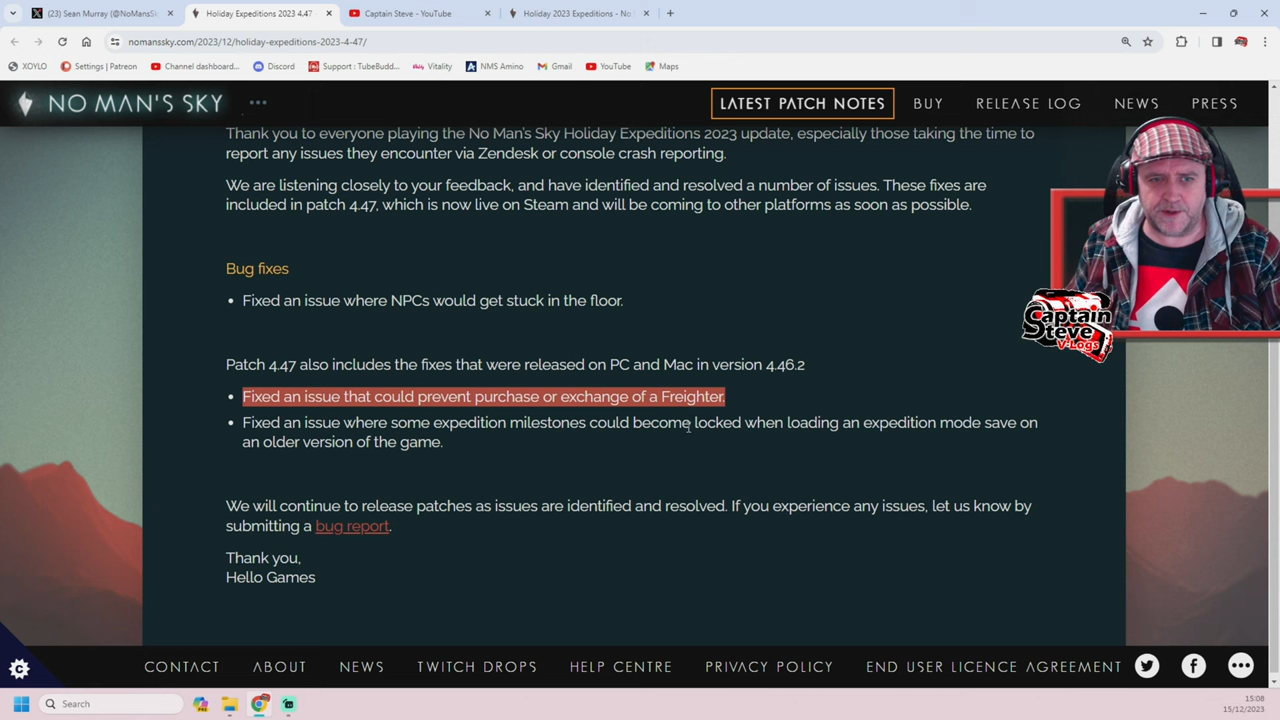 (23) Sean Murray (@NoMansSk
Holiday Expeditions 2023 4.47 -
Captain Steve - YouTube
Holiday 2023 Expeditions - No
nomanssky.com/2023/12/holiday-expeditions-2023-4-47/
XOYLO
Settings | Patreon
Channel dashboard...
Discord
Support : TubeBudd...
Vitality
NMS Amino
Gmail
YouTube
Maps
NO MAN'S SKY
LATEST PATCH NOTES
BUY
RELEASE LOG
NEWS
PRESS
Thank you to everyone playing the No Man's Sky Holiday Expeditions 2023 update, especially those taking the time to
report any issues they encounter via Zendesk or console crash reporting.
We are listening closely to your feedback, and have identified and resolved a number of issues. These fixes are
included in patch 4.47, which is now live on Steam and will be coming to other platforms as soon as possible.
Bug fixes
• Fixed an issue where NPCs would get stuck in the floor.
Captain
Steve
V-Logs
Patch 4.47 also includes the fixes that were released on PC and Mac in version 4.46.2
• Fixed an issue that could prevent purchase or exchange of a Freighter.
• Fixed an issue where some expedition milestones could become locked when loading an expedition mode save on
an older version of the game.
We will continue to release patches as issues are identified and resolved. If you experience any issues, let us know by
submitting a bug report.
Thank you,
Hello Games
CONTACT
ABOUT
NEWS
TWITCH DROPS
HELP CENTRE
PRIVACY POLICY
END USER LICENCE AGREEMENT
Search
15:08
15/12/2023